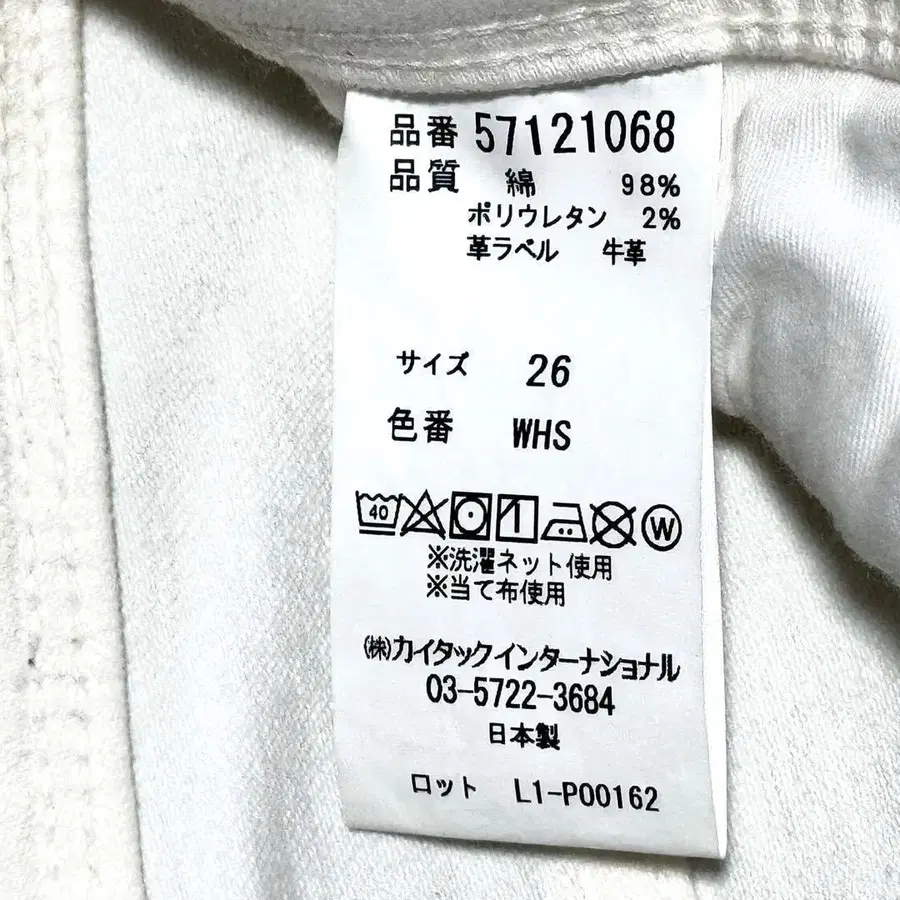 品番 57121068
品質 綿 98%
ポリウレタン 2%
革ラベル 牛革
サイズ 26
色番 WHS
40 W
※洗濯ネット使用
※当て布使用
㈱カイタックインターナショナル
03-5722-3684
日本製
ロット L1-P00162